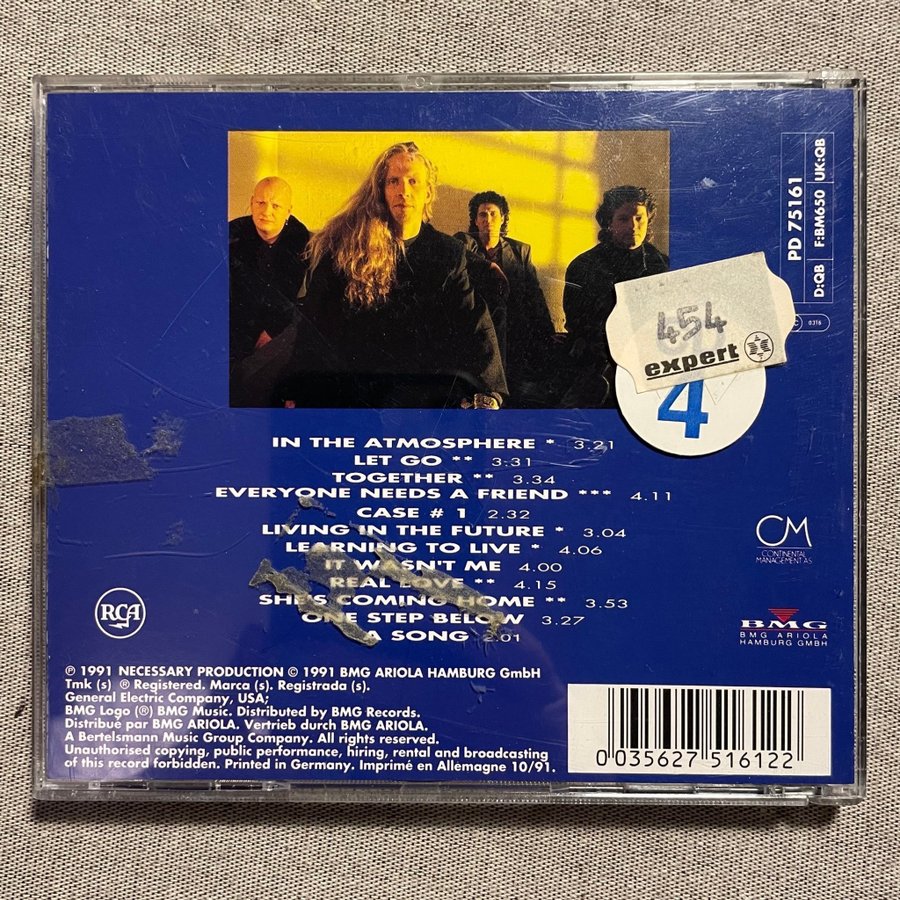 PD 75161
D:QB F:BM650 UK:QB
0316
454
expert
4
IN THE ATMOSPHERE * 3.21
LET GO ** 3.31
TOGETHER ** 3.34
EVERYONE NEEDS A FRIEND *** 4.11
CASE # 1 2.32
LIVING IN THE FUTURE * 3.04
LEARNING TO LIVE * 4.06
IT WASN'T ME 4.00
REAL LOVE ** 4.15
SHE'S COMING HOME ** 3.53
ONE STEP BELOW 3.27
A SONG 2.01
CM
CONTINENTAL
MANAGEMENT AS
RCA
BMG
BMG ARIOLA
HAMBURG GMBH
℗ 1991 NECESSARY PRODUCTION © 1991 BMG ARIOLA HAMBURG GmbH
Tmk (s) ® Registered. Marca (s). Registrada (s).
General Electric Company, USA;
BMG Logo (®) BMG Music. Distributed by BMG Records.
Distribue par BMG ARIOLA. Vertrieb durch BMG ARIOLA.
A Bertelsmann Music Group Company. All rights reserved.
Unauthorised copying, public performance, hiring, rental and broadcasting
of this record forbidden. Printed in Germany. Imprimé en Allemagne 10/91.
0 035627 516122